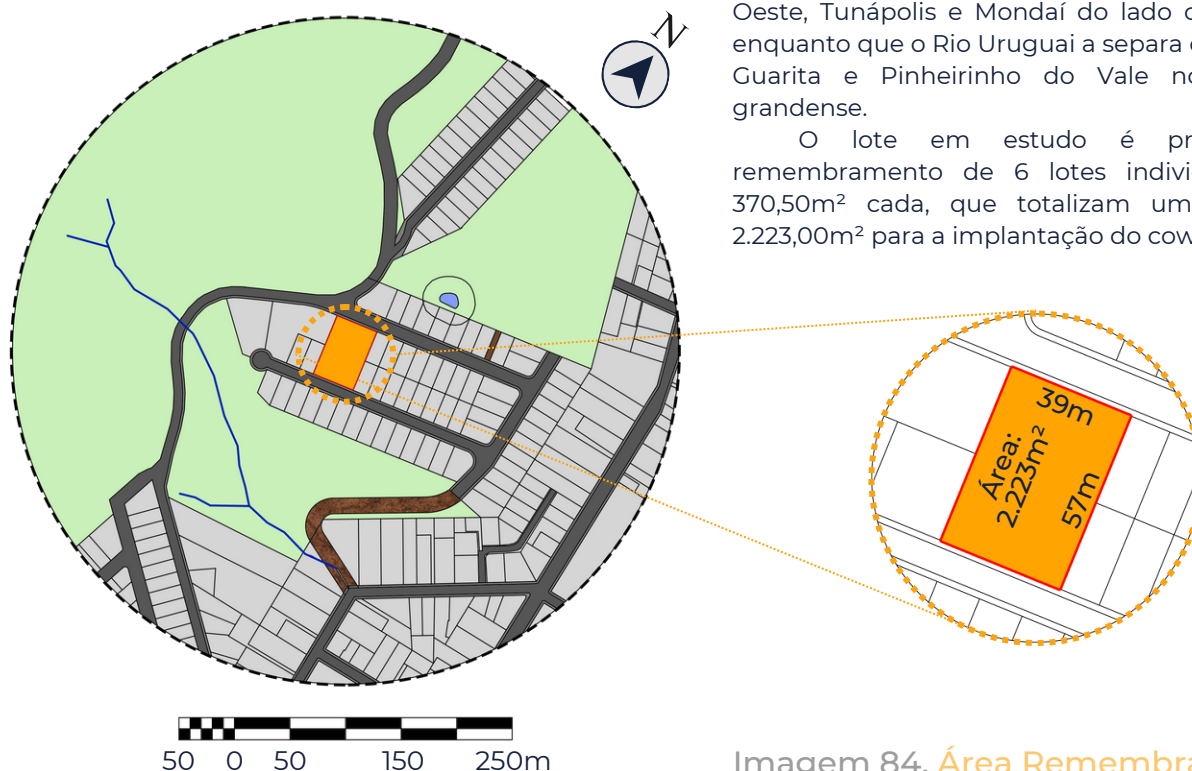 Oeste, Tunápolis e Mondaí do lado
enquanto que o Rio Uruguai a separa
Guarita e Pinheirinho do Vale
grandense.
O lote em estudo é
remembramento de 6 lotes
370,50m² cada, que totalizam
2.223,00m² para a implantação do
N
39m
Área:
2.223m²
57m
50 0 50 150 250m
Imagem 84. Área